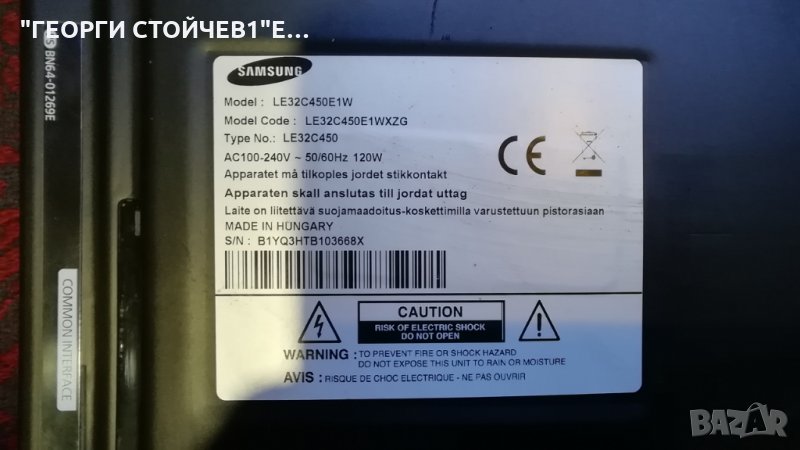 "ГЕОРГИ СТОЙЧЕВ1"Е...
BN64-01269E
SAMSUNG
Model : LE32C450E1W
Model Code : LE32C450E1WXZG
Type No.: LE32C450
AC100-240V ~ 50/60Hz 120W
Apparatet må tilkoples jordet stikkontakt
Apparaten skall anslutas till jordat uttag
Laite on liitettävä suojamaadoitus-koskettimilla varustettuun pistorasiaan
MADE IN HUNGARY
S/N : B1YQ3HTB103668X
CE
COMMON INTERFACE
CAUTION
RISK OF ELECTRIC SHOCK
DO NOT OPEN
WARNING : TO PREVENT FIRE OR SHOCK HAZARD
DO NOT EXPOSE THIS UNIT TO RAIN OR MOISTURE
AVIS : RISQUE DE CHOC ELECTRIQUE - NE PAS OUVRIR
BAZAR